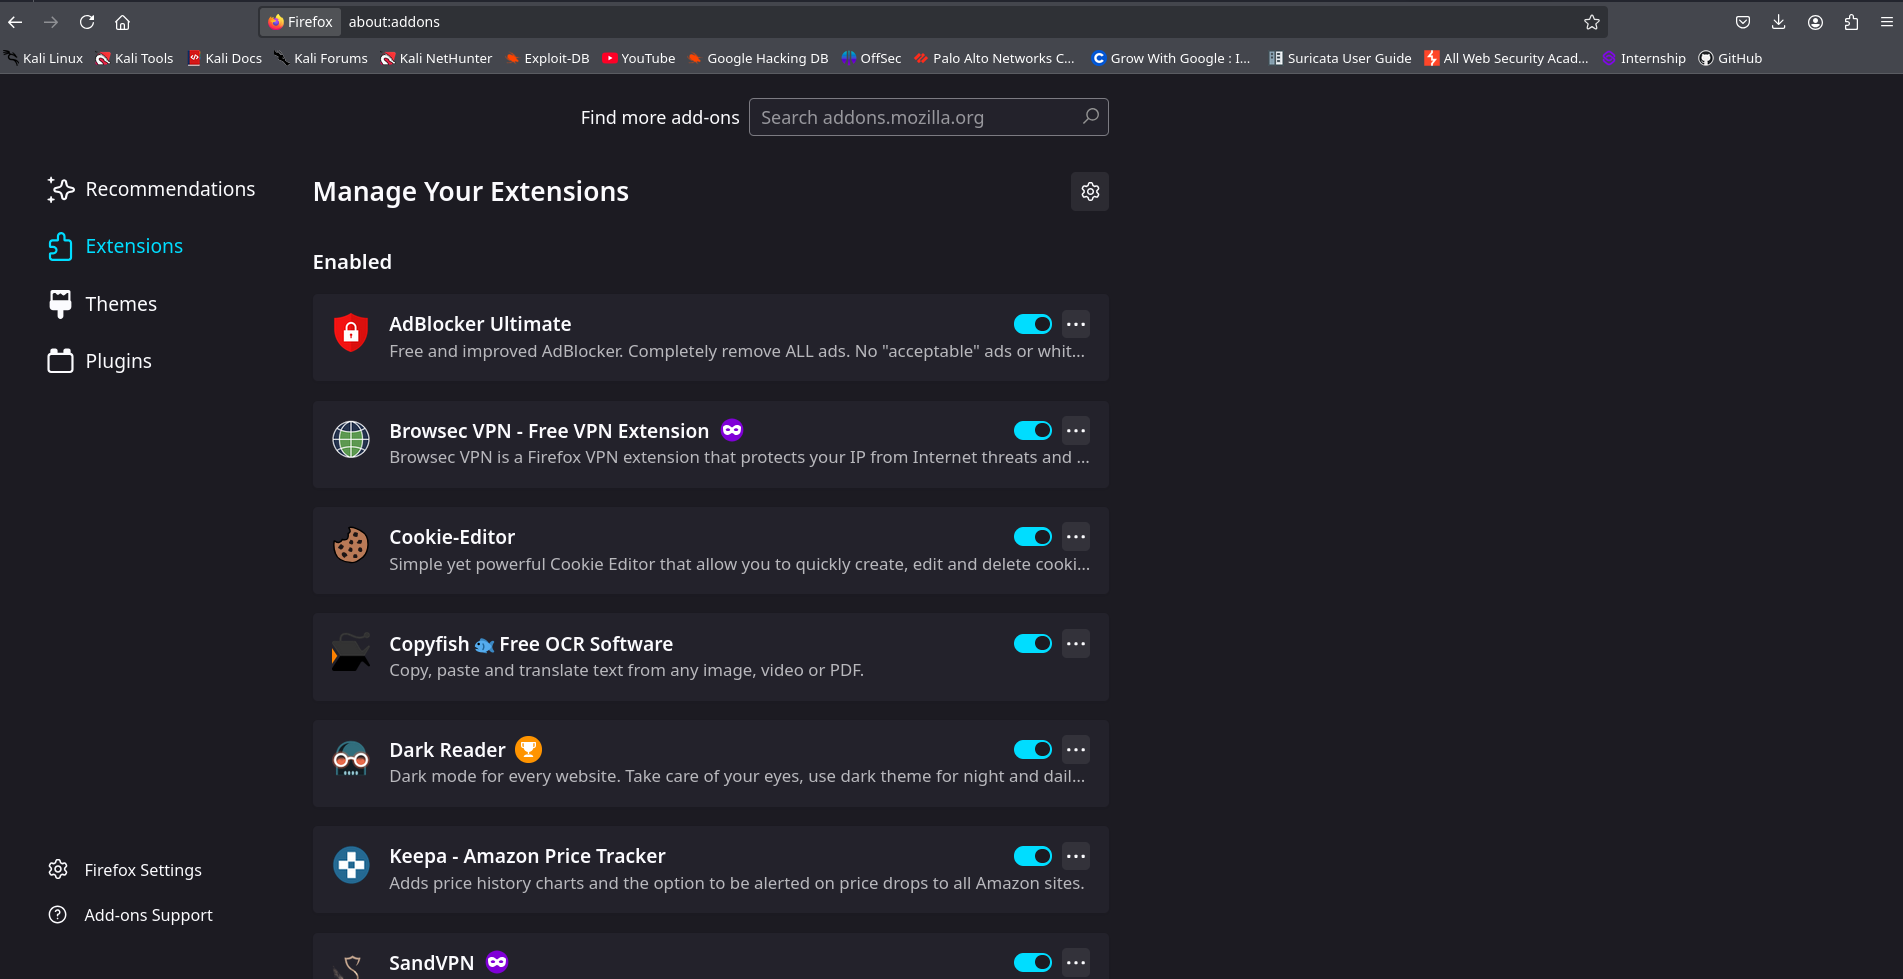 Firefox about:addons
Kali Linux Kali Tools Kali Docs Kali Forums Kali NetHunter Exploit-DB YouTube Google Hacking DB OffSec Palo Alto Networks C... Grow With Google : I... Suricata User Guide All Web Security Acad... Internship GitHub
Find more add-ons Search addons.mozilla.org
Recommendations
Extensions
Themes
Plugins
Firefox Settings
Add-ons Support
Manage Your Extensions
Enabled
AdBlocker Ultimate
Free and improved AdBlocker. Completely remove ALL ads. No "acceptable" ads or whit...
Browsec VPN - Free VPN Extension
Browsec VPN is a Firefox VPN extension that protects your IP from Internet threats and ...
Cookie-Editor
Simple yet powerful Cookie Editor that allow you to quickly create, edit and delete cooki...
Copyfish 🐟 Free OCR Software
Copy, paste and translate text from any image, video or PDF.
Dark Reader
Dark mode for every website. Take care of your eyes, use dark theme for night and dail...
Keepa - Amazon Price Tracker
Adds price history charts and the option to be alerted on price drops to all Amazon sites.
SandVPN